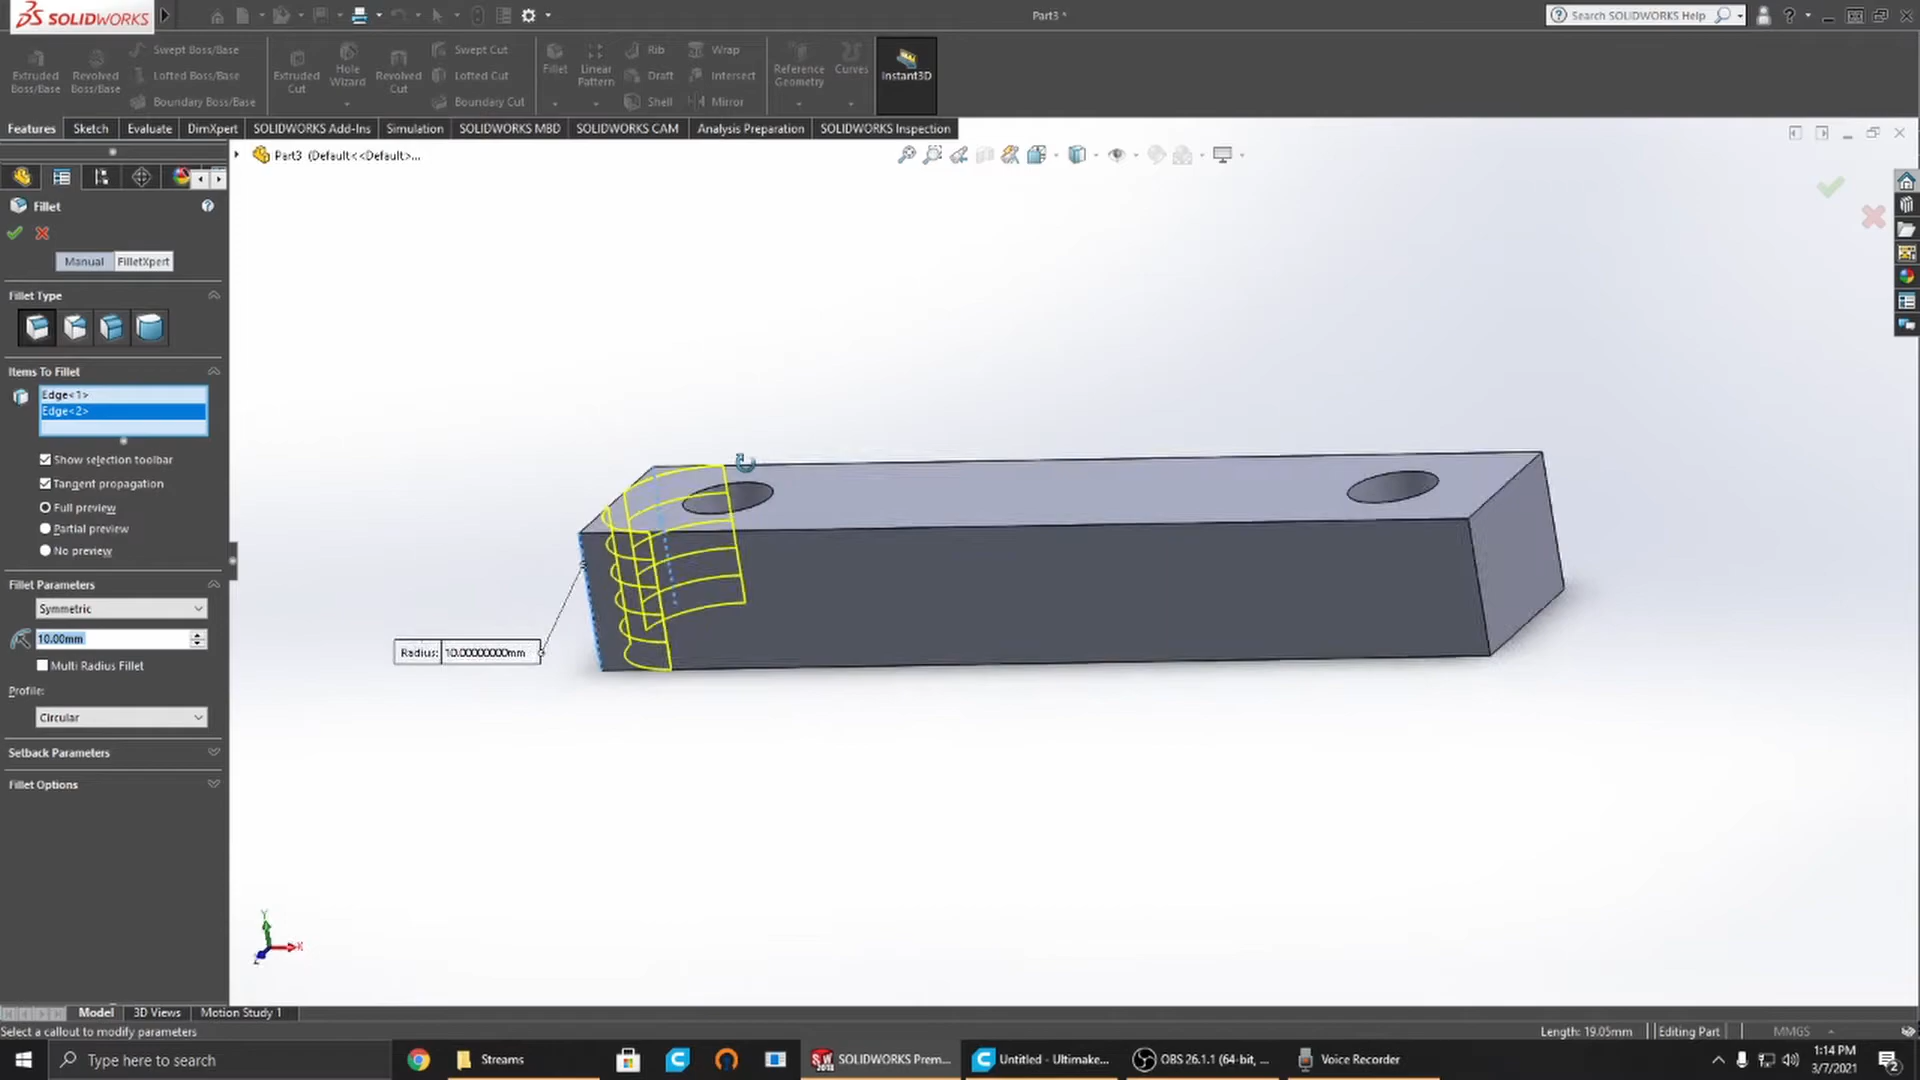 SOLIDWORKS
Part3 *
Search SOLIDWORKS Help
Extruded Boss/Base
Revolved Boss/Base
Swept Boss/Base
Lofted Boss/Base
Boundary Boss/Base
Extruded Cut
Hole Wizard
Revolved Cut
Swept Cut
Lofted Cut
Boundary Cut
Fillet
Linear Pattern
Rib
Draft
Shell
Wrap
Intersect
Mirror
Reference Geometry
Curves
Instant3D
Features
Sketch
Evaluate
DimXpert
SOLIDWORKS Add-Ins
Simulation
SOLIDWORKS MBD
SOLIDWORKS CAM
Analysis Preparation
SOLIDWORKS Inspection
Part3 (Default<<Default>...
Fillet
Manual
FilletXpert
Fillet Type
Items To Fillet
Edge<1>
Edge<2>
Show selection toolbar
Tangent propagation
Full preview
Partial preview
No preview
Fillet Parameters
Symmetric
10.00mm
Multi Radius Fillet
Profile:
Circular
Setback Parameters
Fillet Options
Radius: 10.00000000mm
Y
X
Z
Model
3D Views
Motion Study 1
Select a callout to modify parameters
Length: 19.05mm
Editing Part
MMGS
Type here to search
Streams
SW 2018
SOLIDWORKS Prem...
Untitled - Ultimake...
OBS 26.1.1 (64-bit, ...
Voice Recorder
1:14 PM
3/7/2021
2